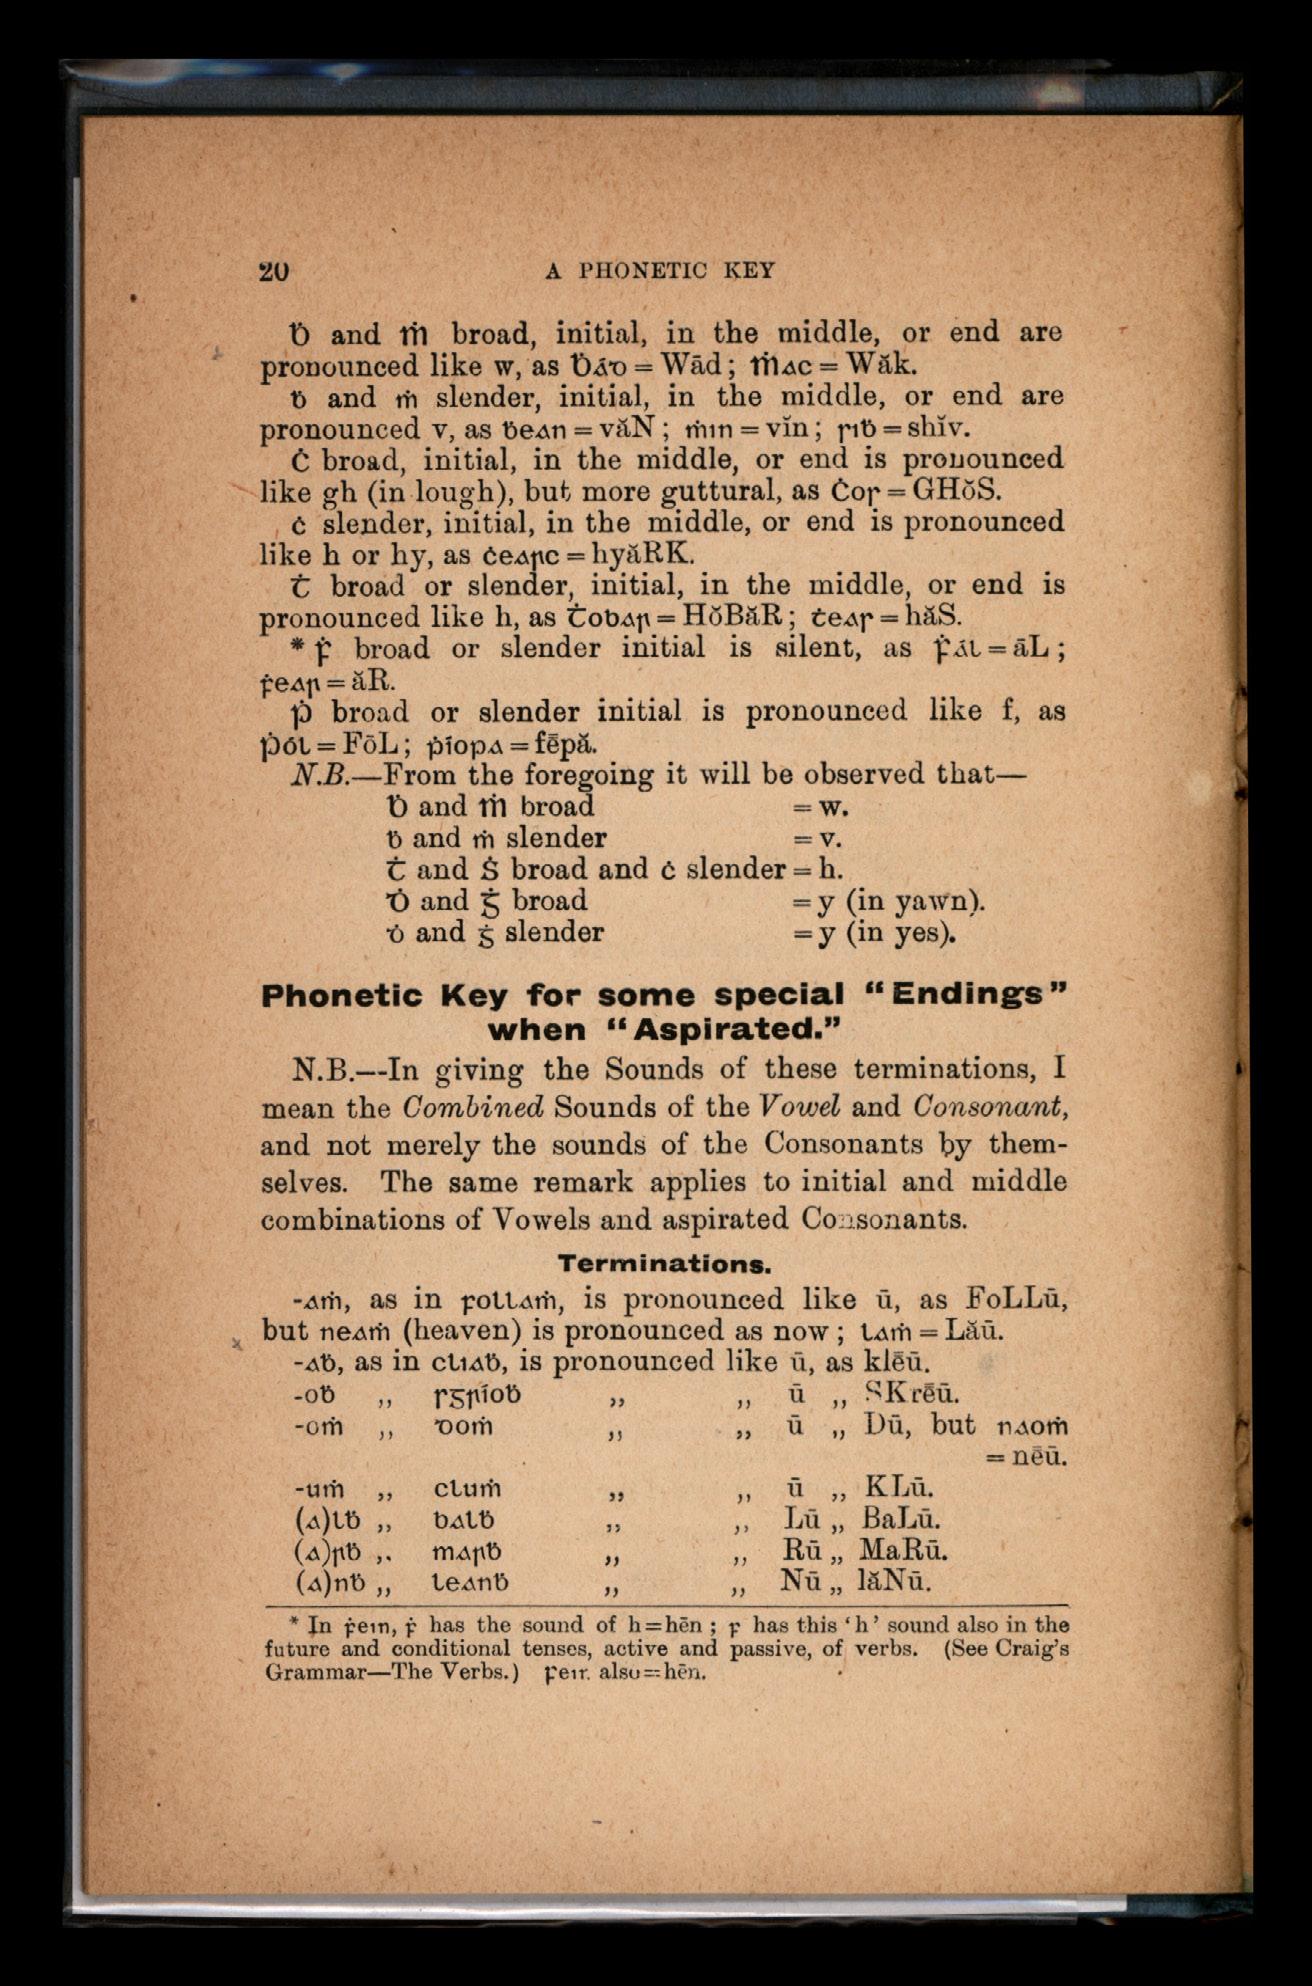 20 A PHONETIC KEY
Ḃ and Ṁ broad, initial, in the middle, or end are
pronounced like w, as Ḃád = Wād; Ṁac = Wăk.
ḃ and ṁ slender, initial, in the middle, or end are
pronounced v, as ḃean = văN; ṁin = vĭn; siḃ = shĭv.
Ċ broad, initial, in the middle, or end is pronounced
like gh (in lough), but more guttural, as Ċos = GHŏS.
ċ slender, initial, in the middle, or end is pronounced
like h or hy, as ċearc = hyăRK.
Ṫ broad or slender, initial, in the middle, or end is
pronounced like h, as Ṫobar = HŏBăR; ṫeas = hăS.
* ḟ broad or slender initial is silent, as Ḟál = āL;
ḟear = ăR.
Ṗ broad or slender initial is pronounced like f, as
Ṗól = FōL; ṗíopa = fēpă.
N.B.—From the foregoing it will be observed that—
Ḃ and Ṁ broad = w.
ḃ and ṁ slender = v.
Ṫ and Ṡ broad and ċ slender = h.
Ḋ and Ġ broad = y (in yawn).
ḋ and ġ slender = y (in yes).
Phonetic Key for some special “Endings”
when “Aspirated.”
N.B.—-In giving the Sounds of these terminations, I
mean the Combined Sounds of the Vowel and Consonant,
and not merely the sounds of the Consonants by them-
selves. The same remark applies to initial and middle
combinations of Vowels and aspirated Consonants.
Terminations.
-aṁ, as in follaṁ, is pronounced like ū, as FoLLū,
but neaṁ (heaven) is pronounced as now; laṁ = Lăū.
-aḃ, as in cliaḃ, is pronounced like ū, as klēū.
-oḃ ,, sgríoḃ ,, ,, ū ,, SKrēū.
-oṁ ,, doṁ ,, ,, ū ,, Dū, but naoṁ
= nēū.
-uṁ ,, cluṁ ,, ,, ū ,, KLū.
(a)lḃ ,, balḃ ,, ,, Lū ,, BaLū.
(a)rḃ ,. marḃ ,, ,, Rū ,, MaRū.
(a)nḃ ,, leanḃ ,, ,, Nū ,, lăNū.
* In ḟein, ḟ has the sound of h=hēn; f has this ‘h’ sound also in the
future and conditional tenses, active and passive, of verbs. (See Craig’s
Grammar—The Verbs.) also=hēn.